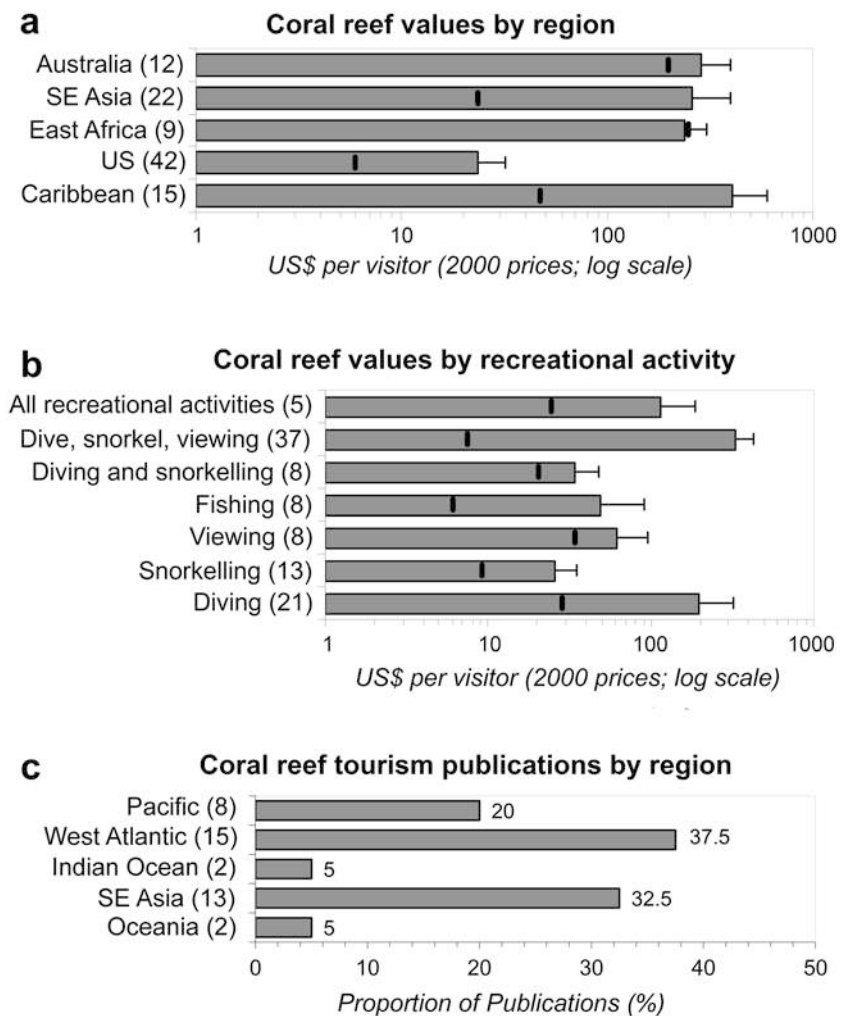 a
Coral reef values by region
Australia (12)
SE Asia (22)
East Africa (9)
US (42)
Caribbean (15)
1 10 100 1000
US$ per visitor (2000 prices; log scale)
b
Coral reef values by recreational activity
All recreational activities (5)
Dive, snorkel, viewing (37)
Diving and snorkelling (8)
Fishing (8)
Viewing (8)
Snorkelling (13)
Diving (21)
1 10 100 1000
US$ per visitor (2000 prices; log scale)
c
Coral reef tourism publications by region
Pacific (8) 20
West Atlantic (15) 37.5
Indian Ocean (2) 5
SE Asia (13) 32.5
Oceania (2) 5
0 10 20 30 40 50
Proportion of Publications (%)